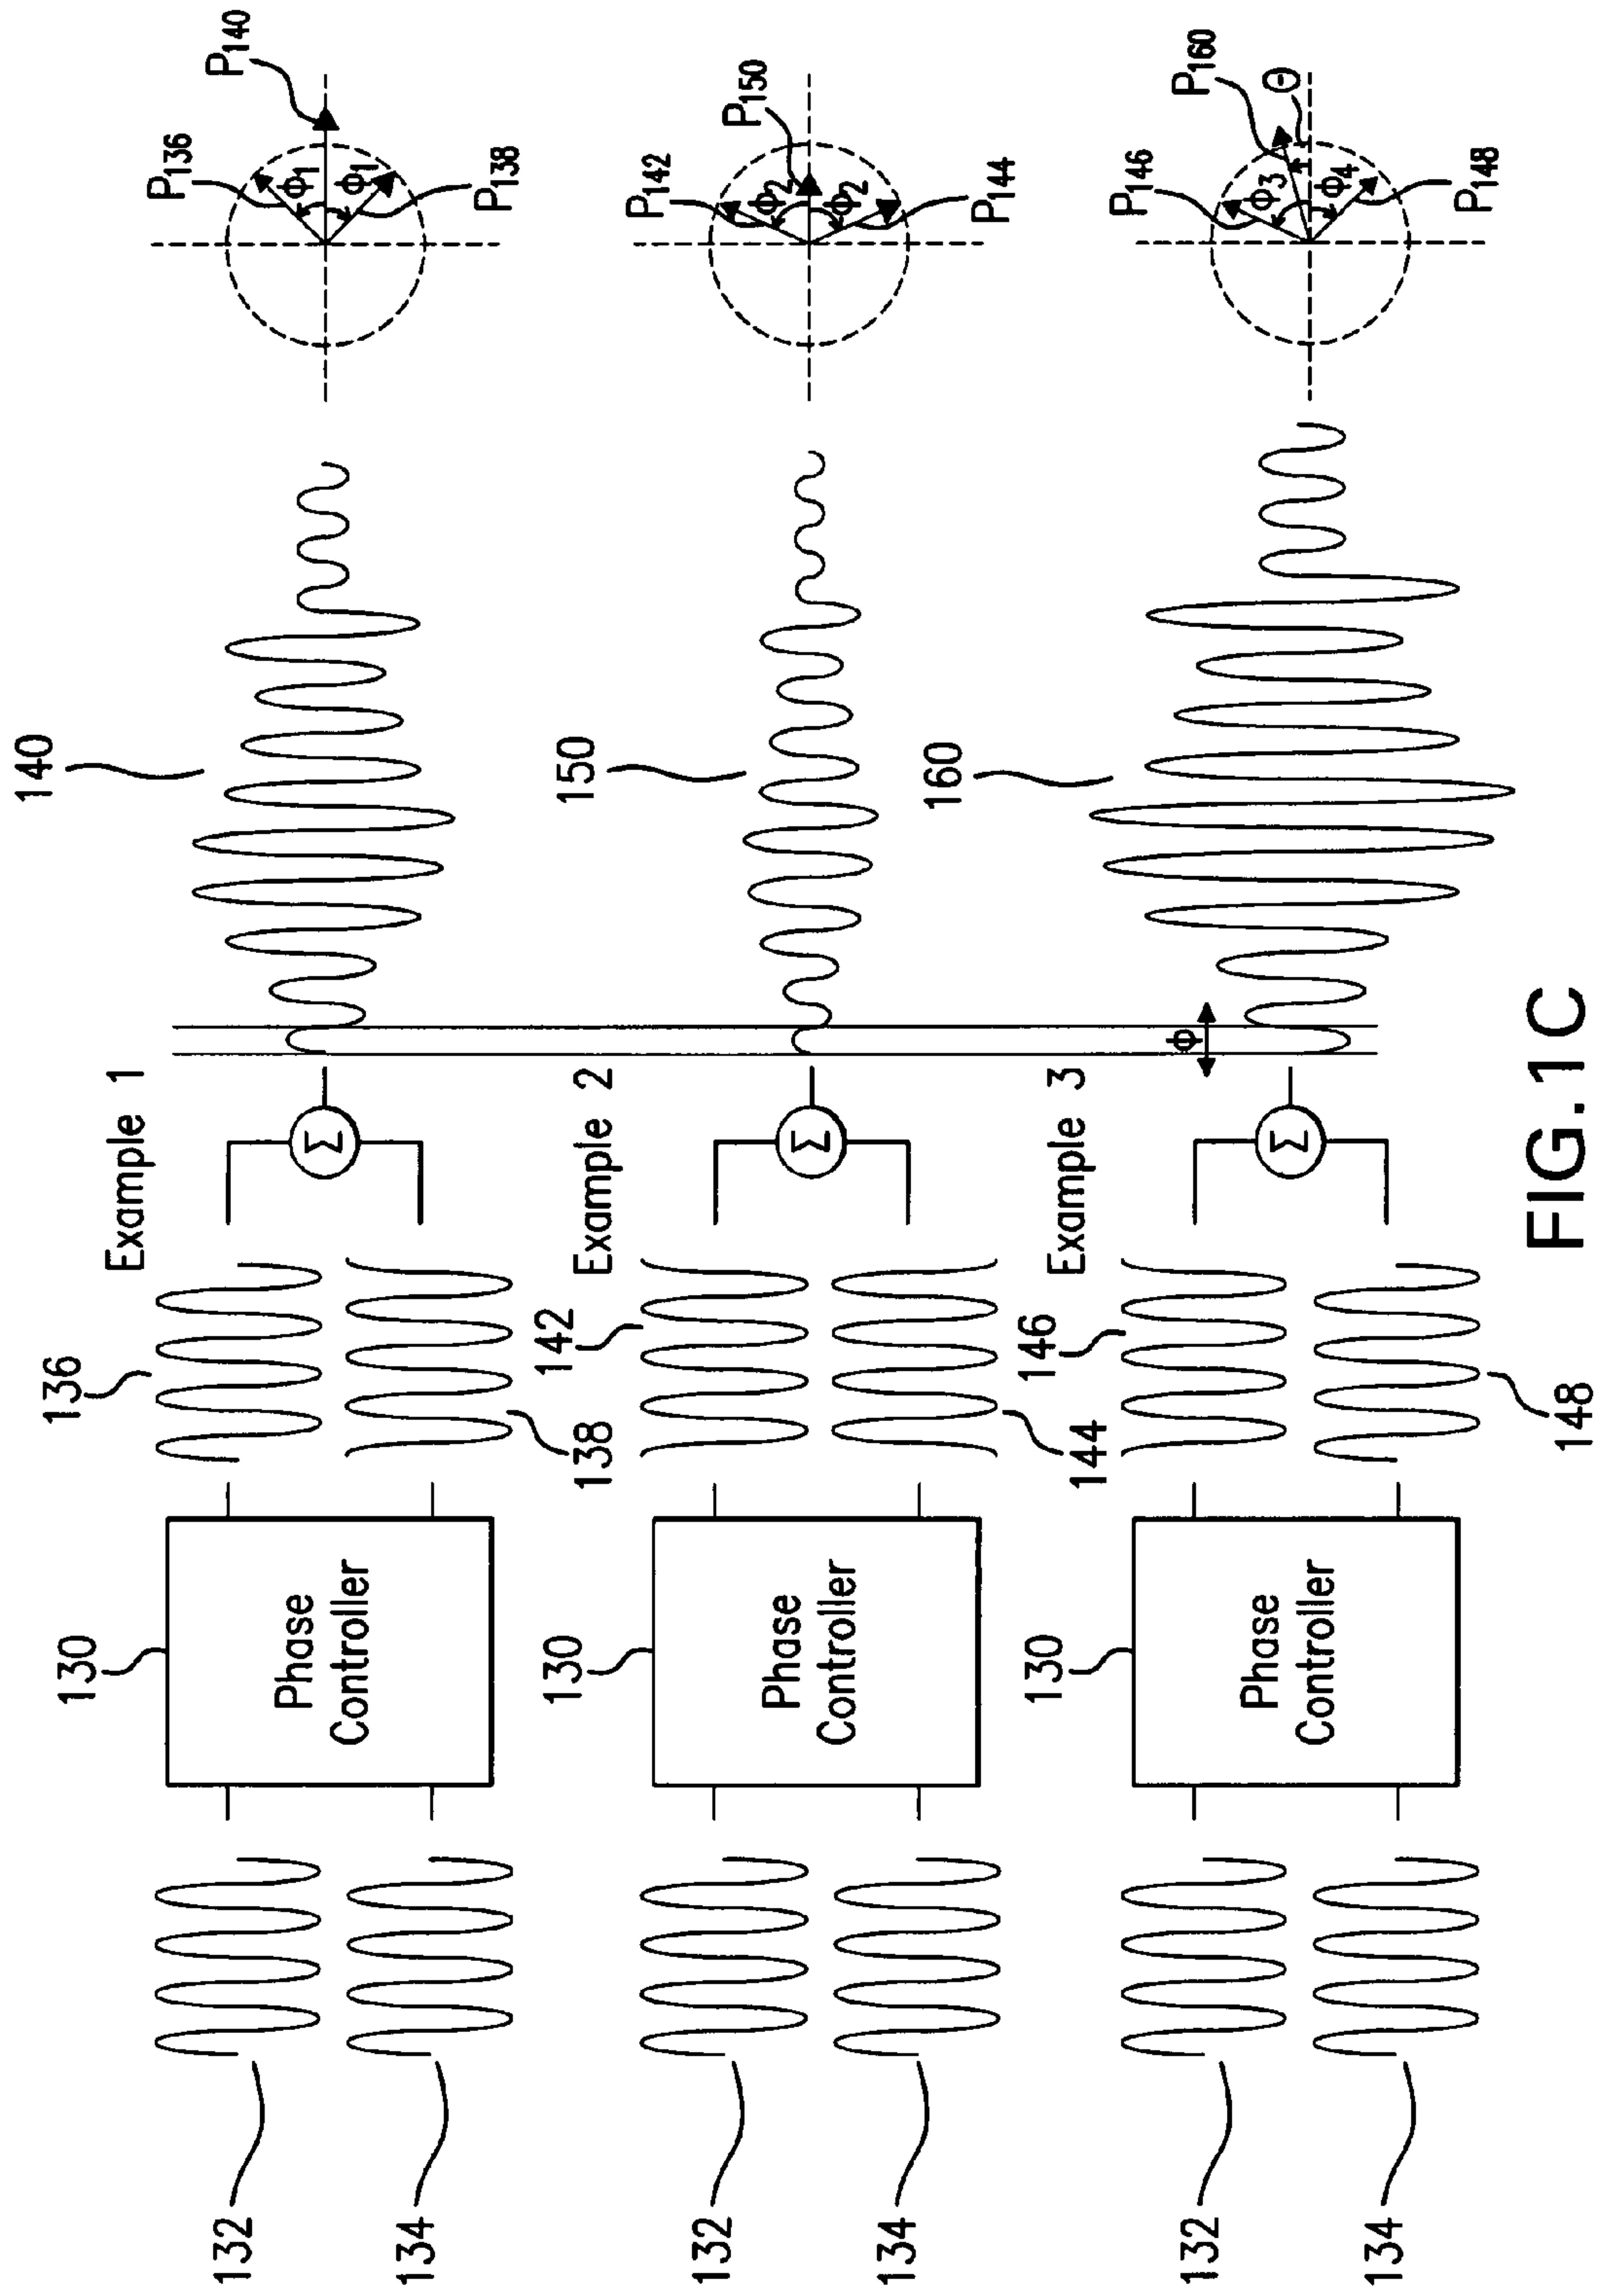 Example 1
132
134
130
Phase
Controller
136
138
Σ
140
P136
ϕ1
ϕ1
P138
P140
Example 2
132
134
130
Phase
Controller
142
144
Σ
150
P142
ϕ2
ϕ2
P144
P150
Example 3
132
134
130
Phase
Controller
146
148
Σ
ϕ
160
P146
ϕ3
ϕ4
P148
P160
Θ
FIG.1C